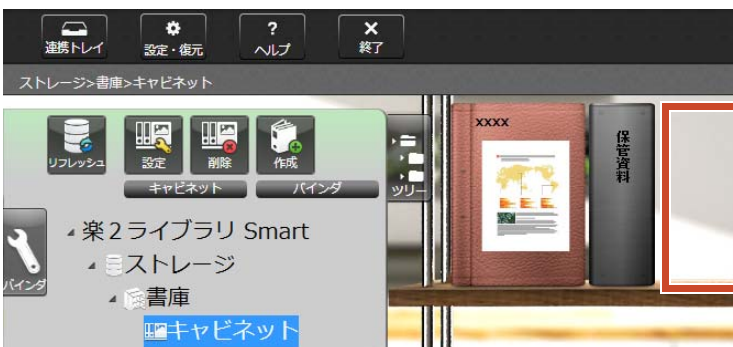 連携トレイ
設定・復元
?
ヘルプ
終了
ストレージ>書庫>キャビネット
リフレッシュ
設定
削除
作成
キャビネット
バインダ
ツリー
バインダ
楽2ライブラリ Smart
ストレージ
書庫
キャビネット
XXXX
保管資料